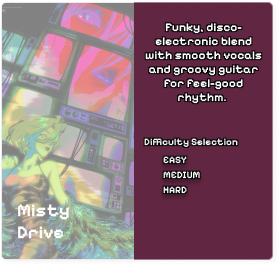 Funky, disco-
electronic blend
with smooth vocals
and groovy guitar
for feel-good
rhythm.
Difficulty Selection
EASY
MEDIUM
HARD
Misty
Drive